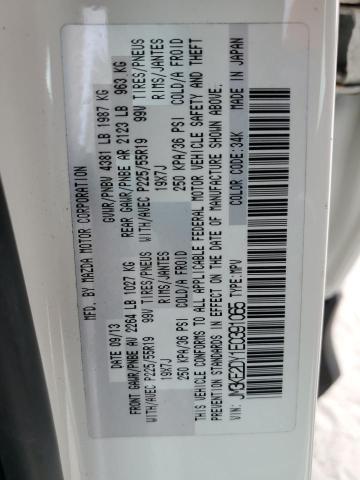 MFD. BY MAZDA MOTOR CORPORATION
DATE 09/13 GVWR/PNBV 4381 LB 1987 KG
FRONT GAWR/PNBE AV 2264 LB 1027 KG REAR GAWR/PNBE AR 2123 LB 963 KG
WITH/AVEC P225/55R19 99V TIRES/PNEUS WITH/AVEC P225/55R19 99V TIRES/PNEUS
19X7J RIMS/JANTES 19X7J RIMS/JANTES
250 KPA/36 PSI COLD/A FROID 250 KPA/36 PSI COLD/A FROID
THIS VEHICLE CONFORMS TO ALL APPLICABLE FEDERAL MOTOR VEHICLE SAFETY AND THEFT
PREVENTION STANDARDS IN EFFECT ON THE DATE OF MANUFACTURE SHOWN ABOVE.
VIN: TYPE: MPV COLOR CODE: 34K MADE IN JAPAN